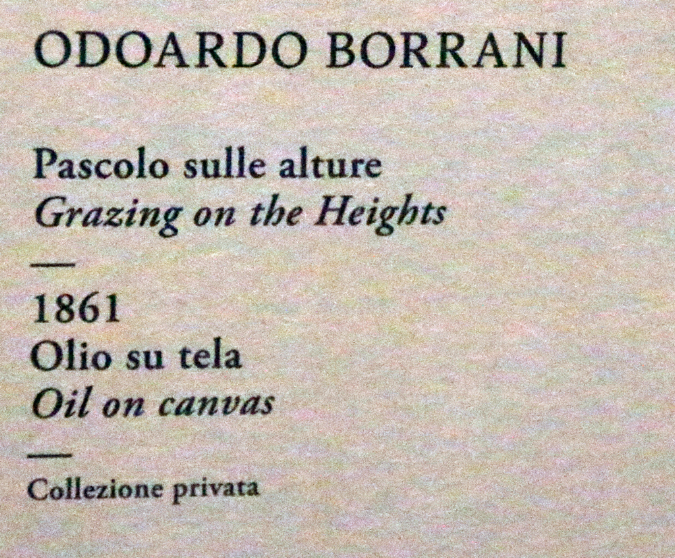 ODOARDO BORRANI
Pascolo sulle alture
Grazing on the Heights
1861
Olio su tela
Oil on canvas
Collezione privata